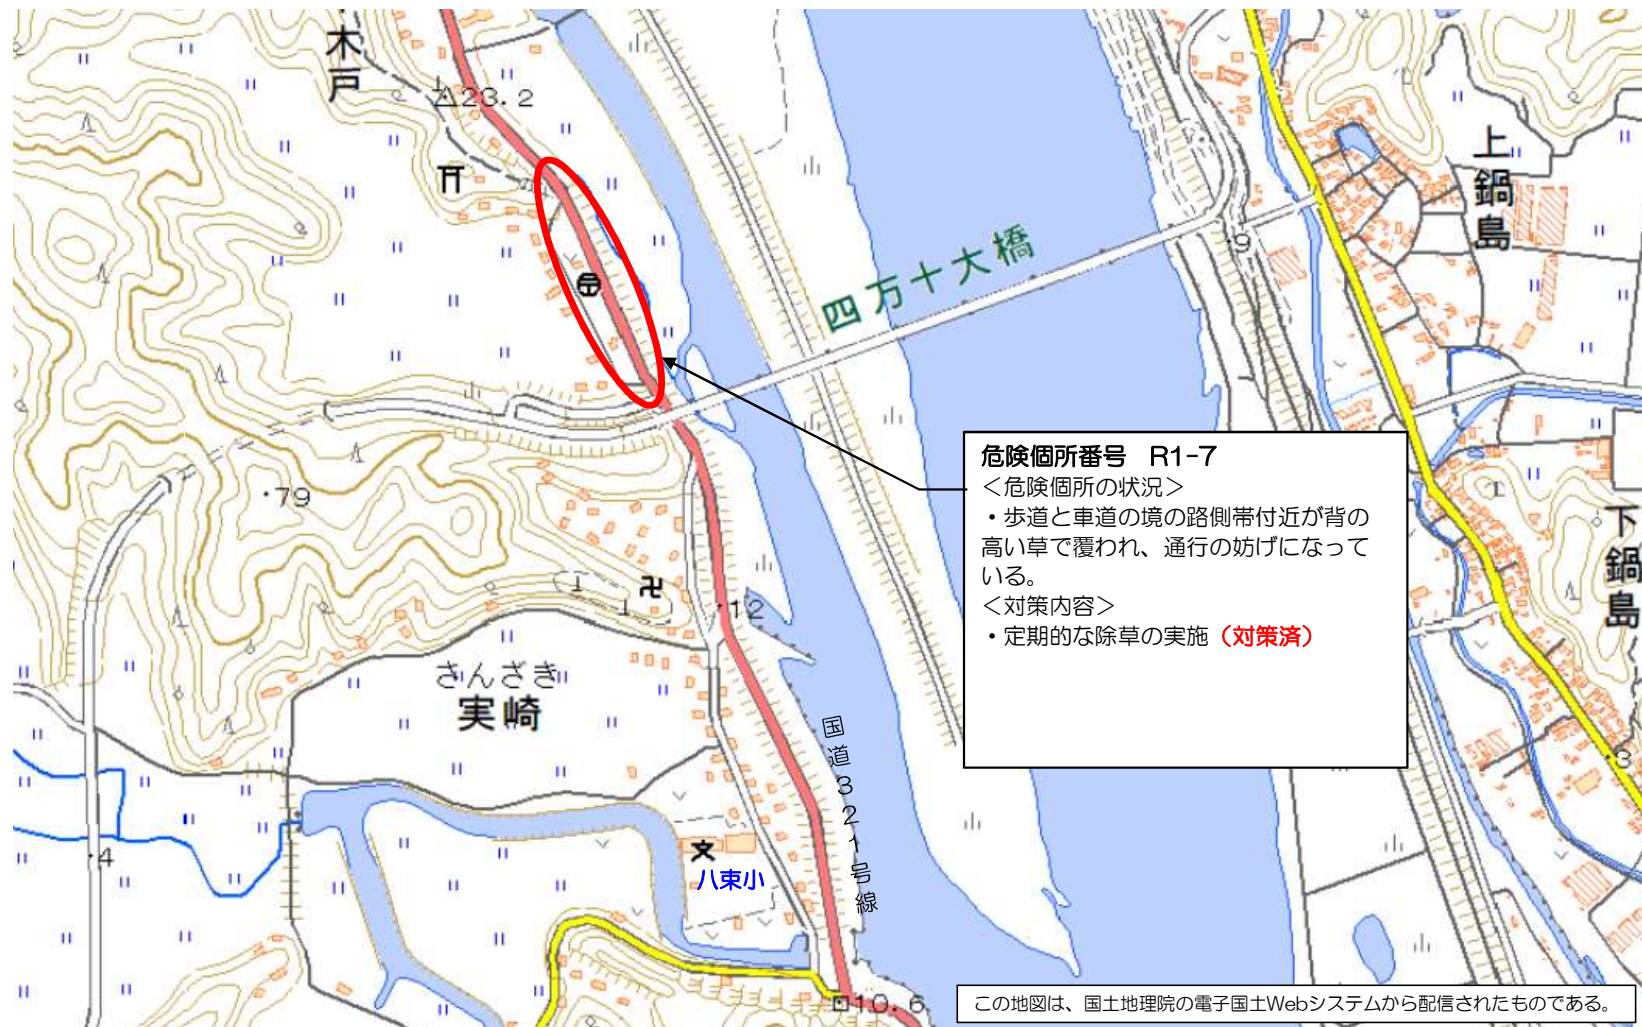 木戸
23.2
上鍋島
9
四万十大橋
危険個所番号 R1-7
＜危険個所の状況＞
・歩道と車道の境の路側帯付近が背の
高い草で覆われ、通行の妨げになって
いる。
＜対策内容＞
・定期的な除草の実施（対策済）
79
下鍋島
12
さんざき
実崎
国道321号線
3
4
文
八束小
10.6
この地図は、国土地理院の電子国土Webシステムから配信されたものである。